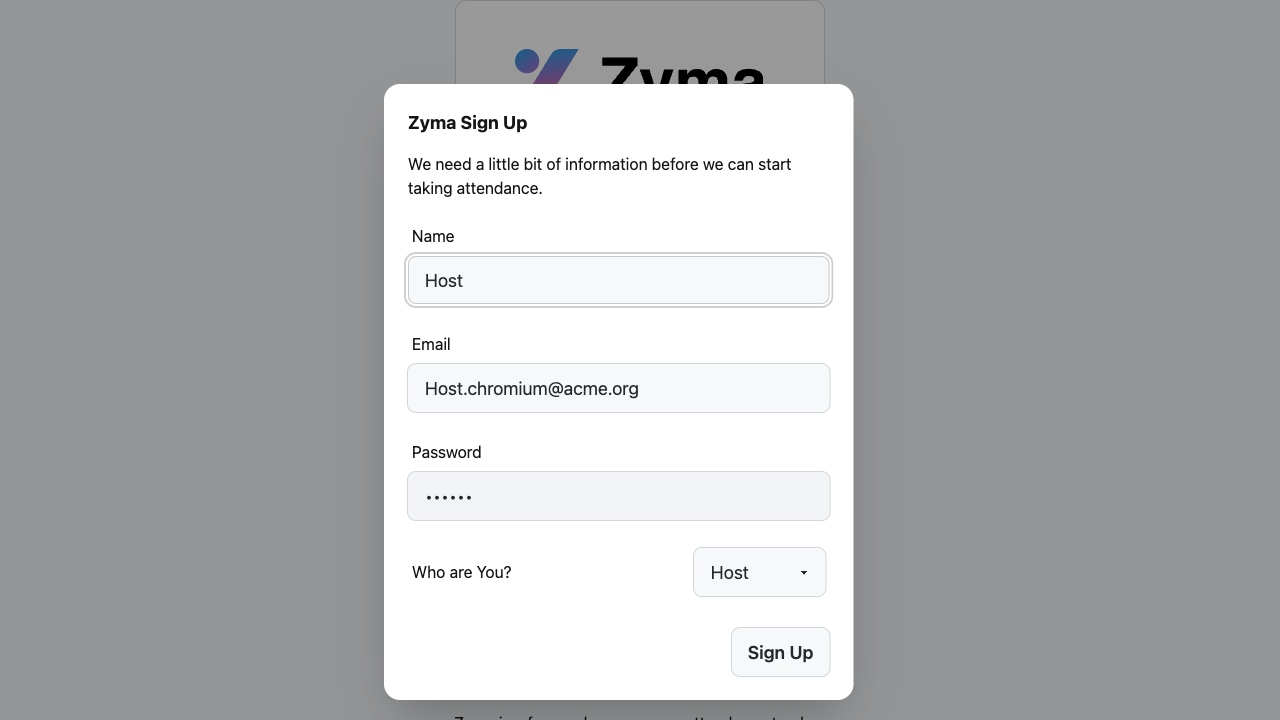 Zyma
Zyma Sign Up
We need a little bit of information before we can start
taking attendance.
Name
Host
Email
Host.chromium@acme.org
Password
••••••
Who are You?
Host
Sign Up